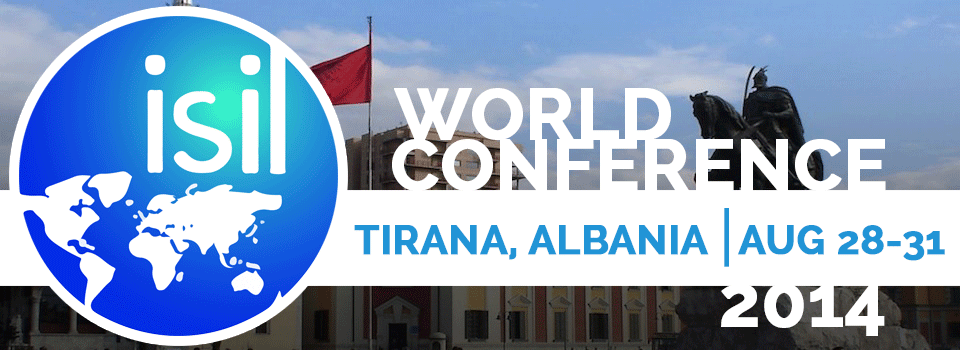 isil
WORLD
CONFERENCE
TIRANA, ALBANIA | AUG 28-31
2014